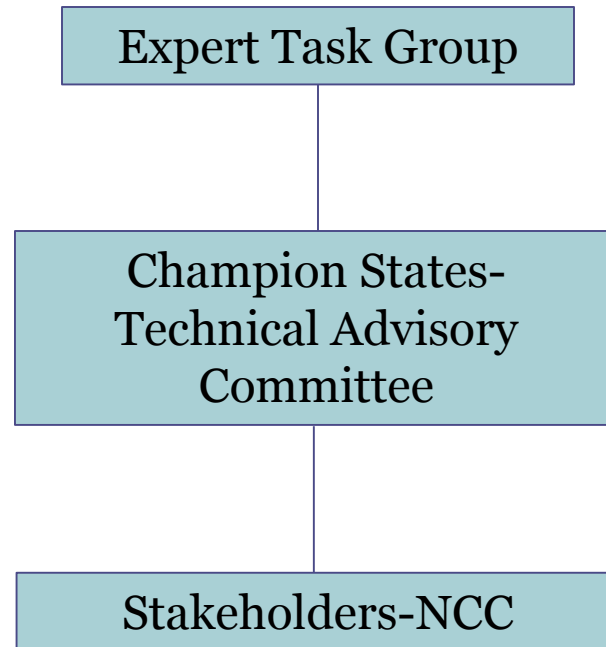 Expert Task Group
Champion States-
Technical Advisory
Committee
Stakeholders-NCC